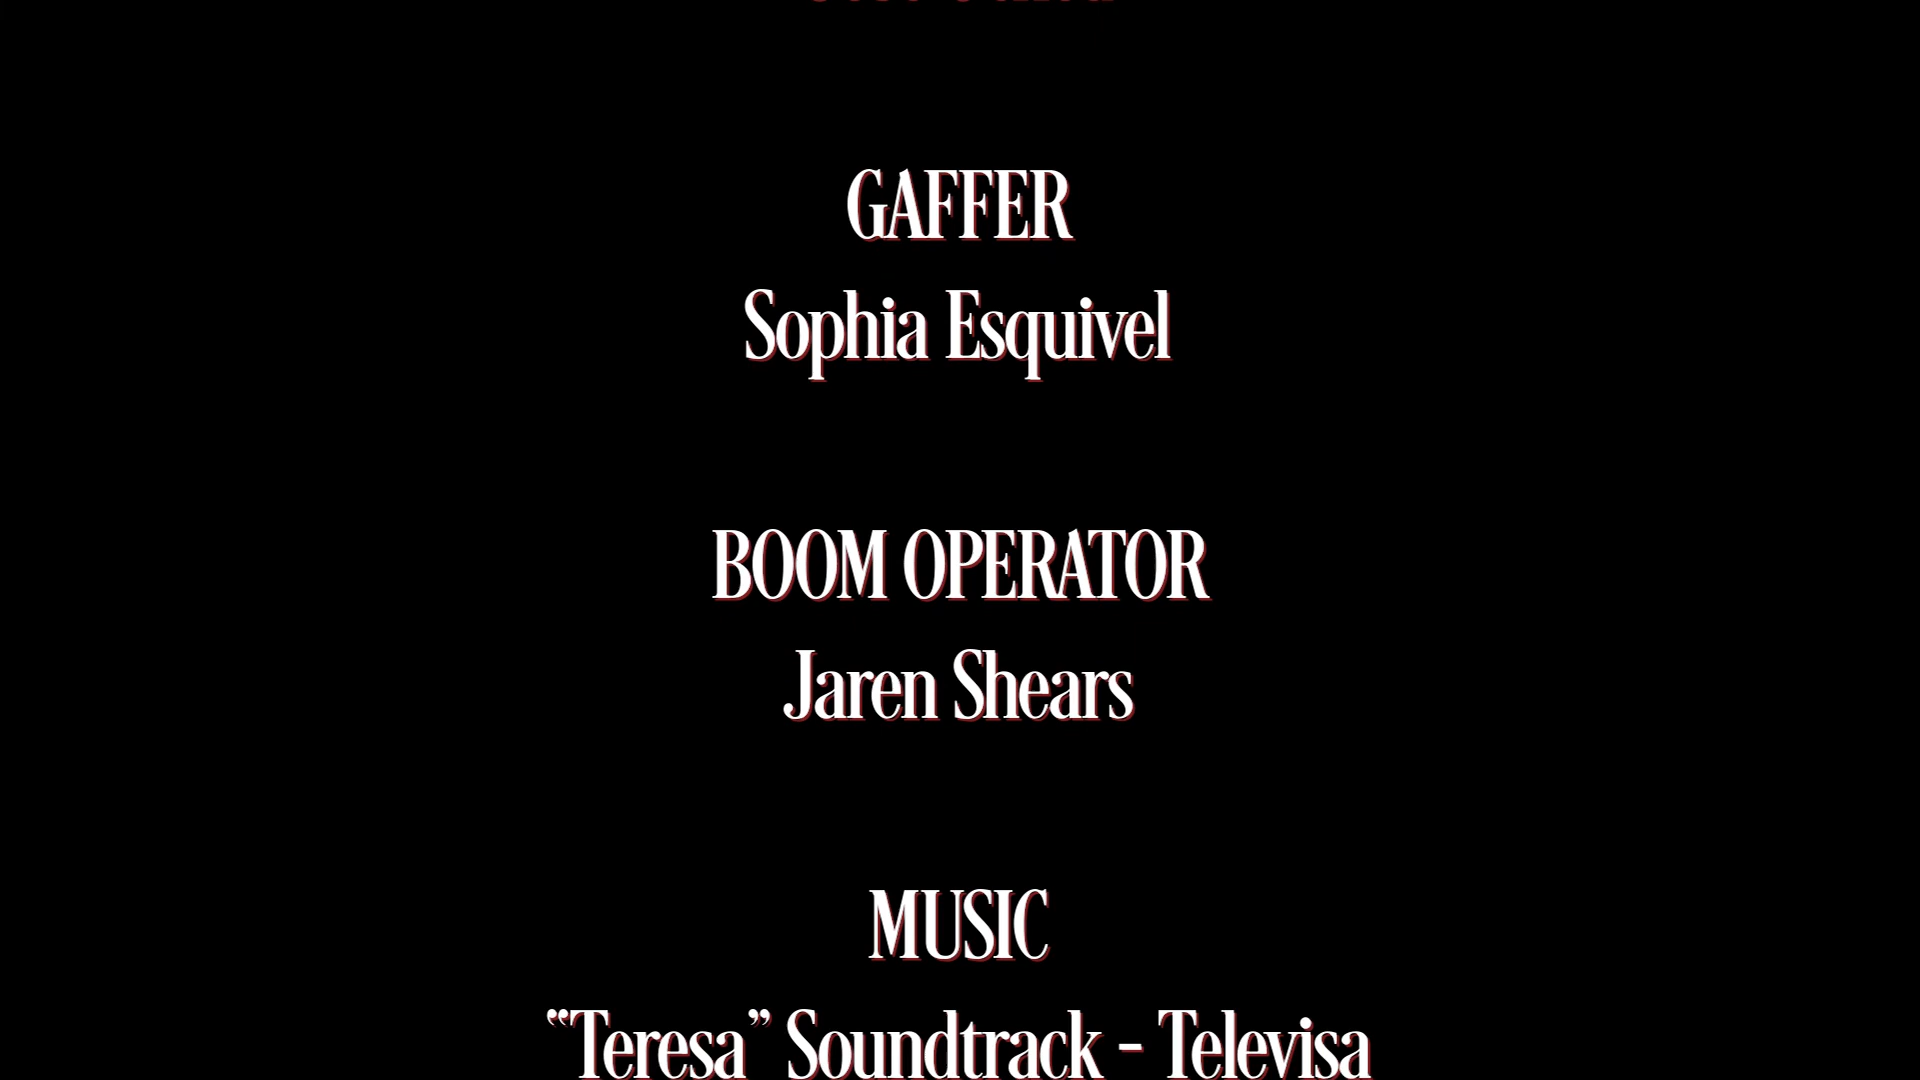 GAFFER
Sophia Esquivel
BOOM OPERATOR
Jaren Shears
MUSIC
“Teresa” Soundtrack - Televisa